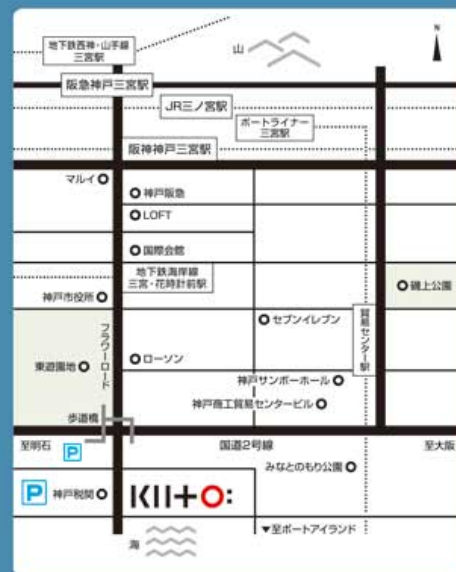 N
地下鉄西神・山手線
三宮駅
山
阪急神戸三宮駅
JR三ノ宮駅
ポートライナー
三宮駅
阪神神戸三宮駅
マルイ
神戸阪急
LOFT
国際会館
地下鉄海岸線
三宮・花時計前駅
神戸市役所
磯上公園
フラワーロード
セブンイレブン
貿易センター駅
東遊園地
ローソン
神戸サンボーホール
神戸商工貿易センタービル
歩道橋
至明石
国道2号線
至大阪
P
みなとのもり公園
P
神戸税関
KIITO:
▼至ポートアイランド
海